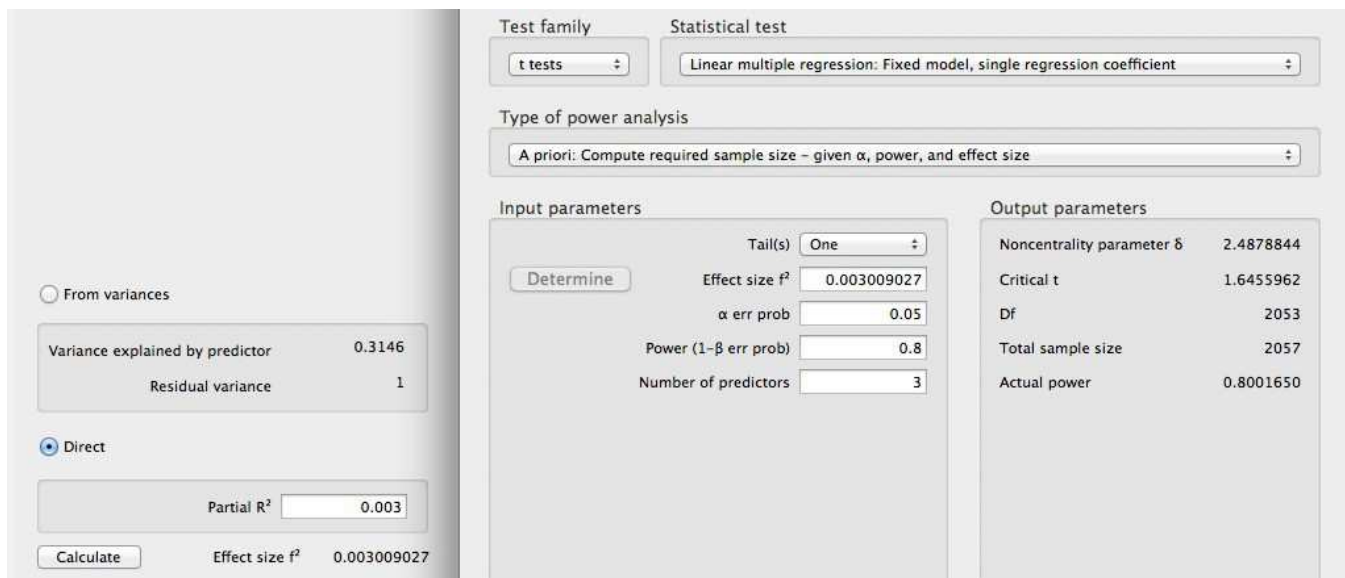 Test family
Statistical test
t tests
Linear multiple regression: Fixed model, single regression coefficient
Type of power analysis
A priori: Compute required sample size – given α, power, and effect size
Input parameters
Tail(s) One
Determine Effect size f² 0.003009027
α err prob 0.05
Power (1-β err prob) 0.8
Number of predictors 3
Output parameters
Noncentrality parameter δ 2.4878844
Critical t 1.6455962
Df 2053
Total sample size 2057
Actual power 0.8001650
From variances
Variance explained by predictor 0.3146
Residual variance 1
Direct
Partial R² 0.003
Calculate Effect size f² 0.003009027